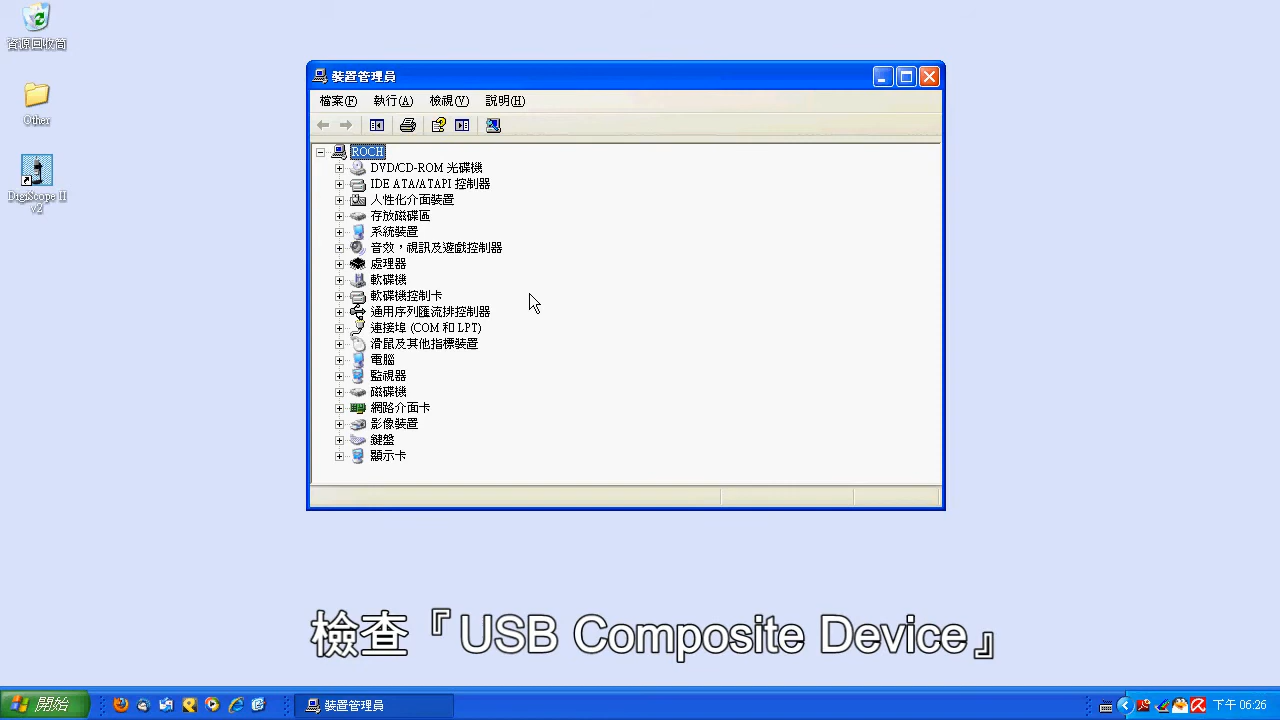 資源回收筒
Other
DigiScope II
v2
裝置管理員
檔案(F) 執行(A) 檢視(V) 說明(H)
ROCH
DVD/CD-ROM 光碟機
IDE ATA/ATAPI 控制器
人性化介面裝置
存放磁碟區
系統裝置
音效，視訊及遊戲控制器
處理器
軟碟機
軟碟機控制卡
通用序列匯流排控制器
連接埠 (COM 和 LPT)
滑鼠及其他指標裝置
電腦
監視器
磁碟機
網路介面卡
影像裝置
鍵盤
顯示卡
檢查『USB Composite Device』
開始
裝置管理員
下午 06:26